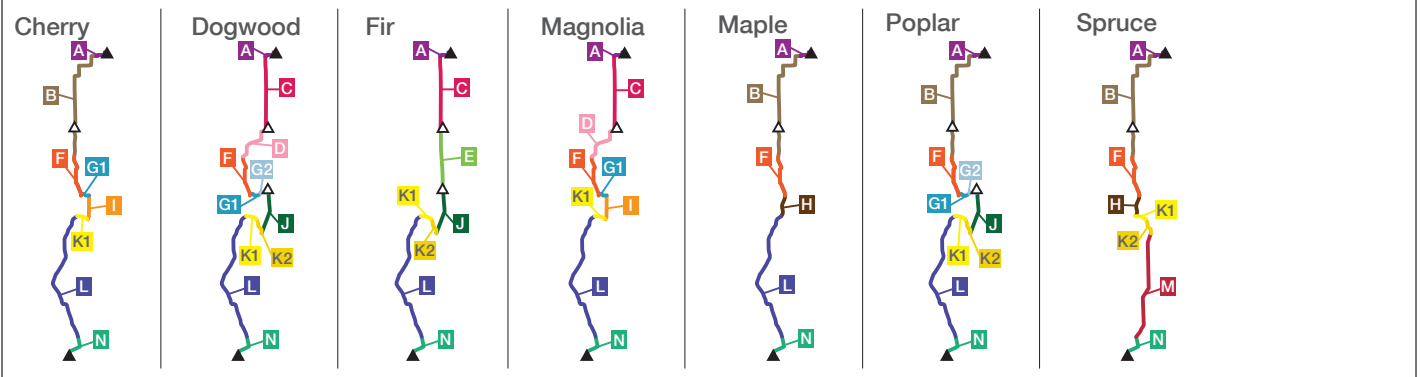 Cherry
A
B
F
G1
I
K1
L
N
Dogwood
A
C
D
F
G2
G1
J
K1
K2
L
N
Fir
A
C
E
K1
J
K2
L
N
Magnolia
A
C
D
F
G1
K1
I
L
N
Maple
A
B
F
H
L
N
Poplar
A
B
F
G2
G1
J
K1
K2
L
N
Spruce
A
B
F
H
K1
K2
M
N